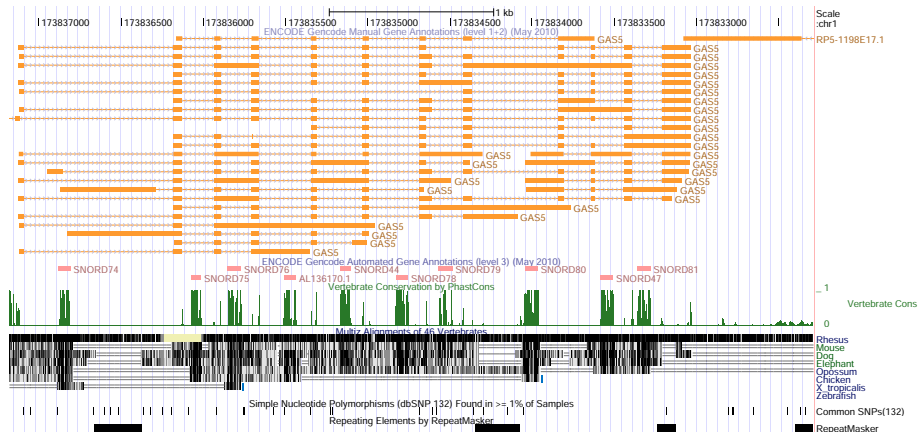 1 kb
Scale
173837000 173836500 173836000 173835500 173835000 173834500 173834000 173833500 173833000 :chr1
ENCODE Gencode Manual Gene Annotations (level 1+2) (May 2010)
GAS5 RP5-1198E17.1
GAS5
GAS5
GAS5
GAS5
GAS5
GAS5
GAS5
GAS5
GAS5
GAS5
GAS5
GAS5
GAS5 GAS5
GAS5 GAS5
GAS5
GAS5 GAS5
GAS5 GAS5
GAS5
GAS5
GAS5
GAS5
GAS5
GAS5
GAS5
ENCODE Gencode Automated Gene Annotations (level 3) (May 2010)
SNORD74 SNORD76 SNORD44 SNORD79 SNORD80 SNORD81
SNORD75 AL136170.1 SNORD78 SNORD47
Vertebrate Conservation by PhastCons
1
Vertebrate Cons
0
Multiz Alignments of 46 Vertebrates
Rhesus
Mouse
Dog
Elephant
Opossum
Chicken
X_tropicalis
Zebrafish
Simple Nucleotide Polymorphisms (dbSNP 132) Found in >= 1% of Samples
Common SNPs(132)
Repeating Elements by RepeatMasker
RepeatMasker